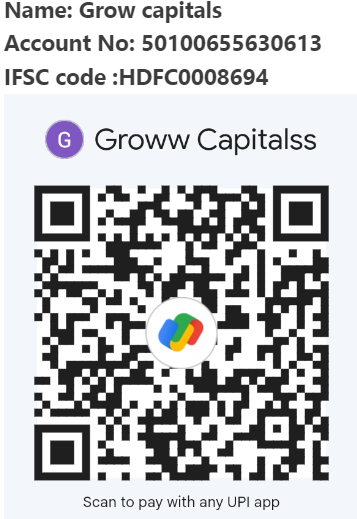 Name: Grow capitals
Account No: 50100655630613
IFSC code :HDFC0008694
G Groww Capitalss
Scan to pay with any UPI app